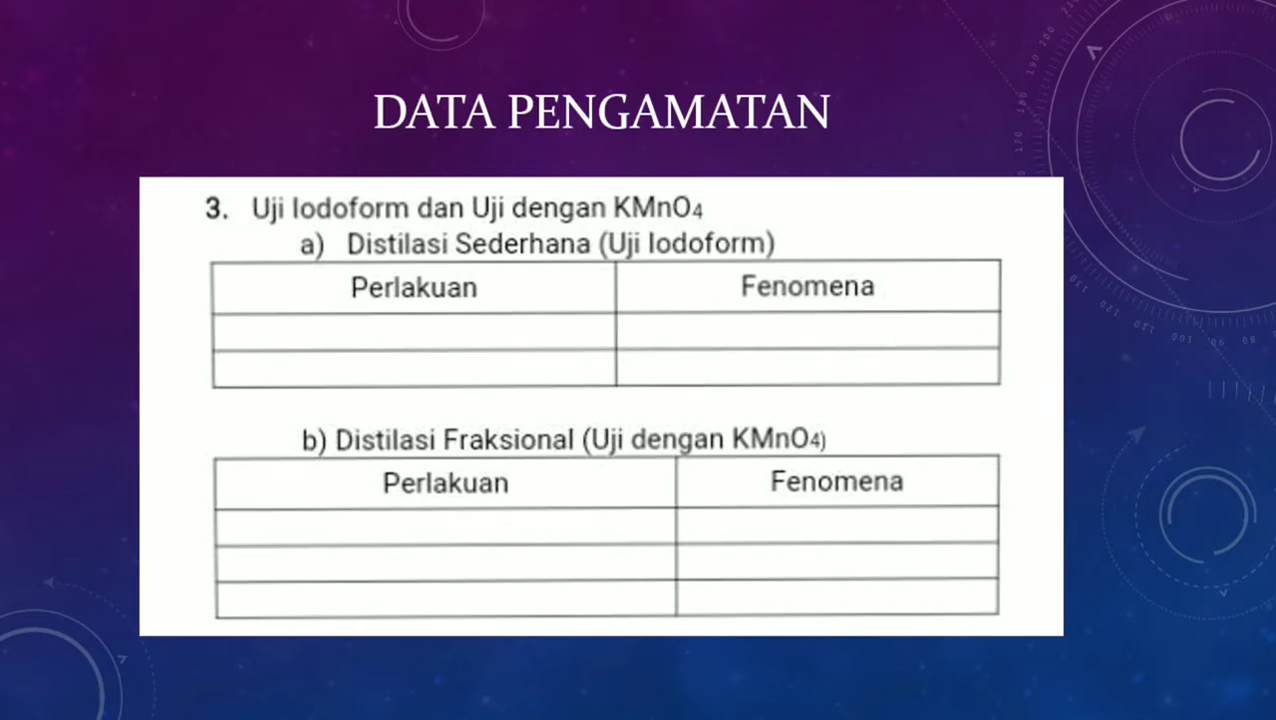 DATA PENGAMATAN
3. Uji Iodoform dan Uji dengan KMnO4
a) Distilasi Sederhana (Uji Iodoform)
Perlakuan Fenomena
b) Distilasi Fraksional (Uji dengan KMnO4)
Perlakuan Fenomena